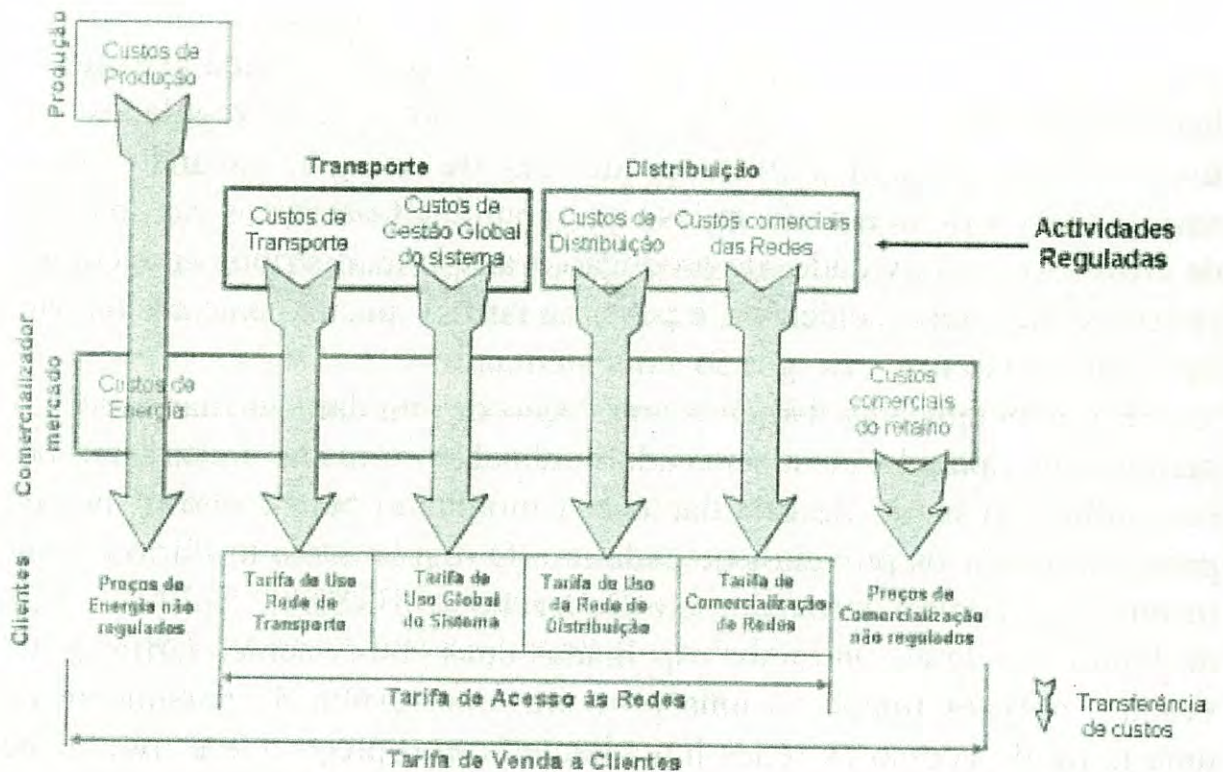 Produção
Custos de
Produção
Transporte
Distribuição
Custos de
Transporte
Custos de
Gestão Global
do sistema
Custos de
Distribuição
Custos comerciais
das Redes
Actividades
Reguladas
Comercializador
mercado
Custos de
Energia
Custos
comerciais
do retalho
Clientes
Preços de
Energia não
regulados
Tarifa de Uso
Rede de
Transporte
Tarifa de
Uso Global
do Sistema
Tarifa de Uso
da Rede de
Distribuição
Tarifa de
Comercialização
de Redes
Preços de
Comercialização
não regulados
Tarifa de Acesso às Redes
Tarifa de Venda a Clientes
Transferência
de custos